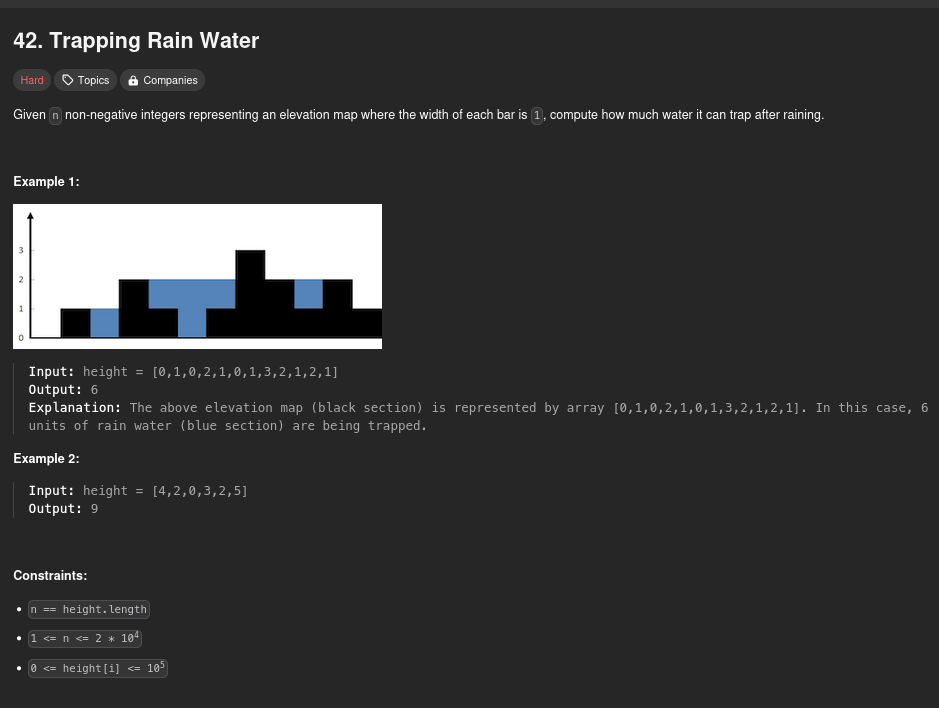 42. Trapping Rain Water
Hard Topics Companies
Given n non-negative integers representing an elevation map where the width of each bar is 1, compute how much water it can trap after raining.
Example 1:
3
2
1
0
Input: height = [0,1,0,2,1,0,1,3,2,1,2,1]
Output: 6
Explanation: The above elevation map (black section) is represented by array [0,1,0,2,1,0,1,3,2,1,2,1]. In this case, 6
units of rain water (blue section) are being trapped.
Example 2:
Input: height = [4,2,0,3,2,5]
Output: 9
Constraints:
• n == height.length
• 1 <= n <= 2 * 10⁴
• 0 <= height[i] <= 10⁵